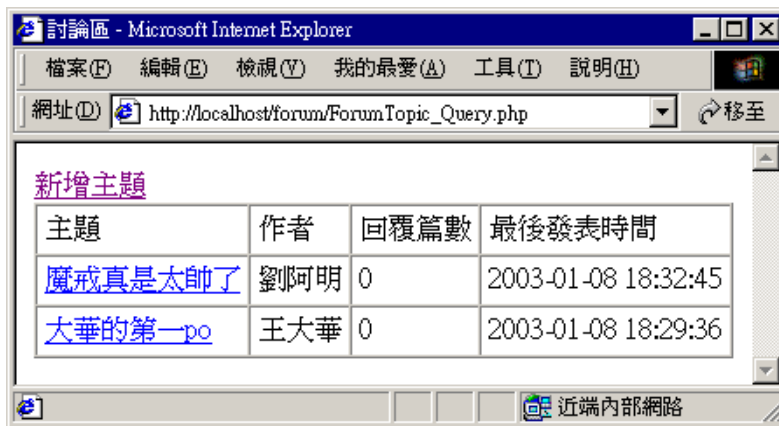 討論區 - Microsoft Internet Explorer
檔案(F) 編輯(E) 檢視(V) 我的最愛(A) 工具(T) 說明(H)
網址(D) http://localhost/forum/ForumTopic_Query.php 移至
新增主題
主題 作者 回覆篇數 最後發表時間
魔戒真是太帥了 劉阿明 0 2003-01-08 18:32:45
大華的第一po 王大華 0 2003-01-08 18:29:36
近端內部網路